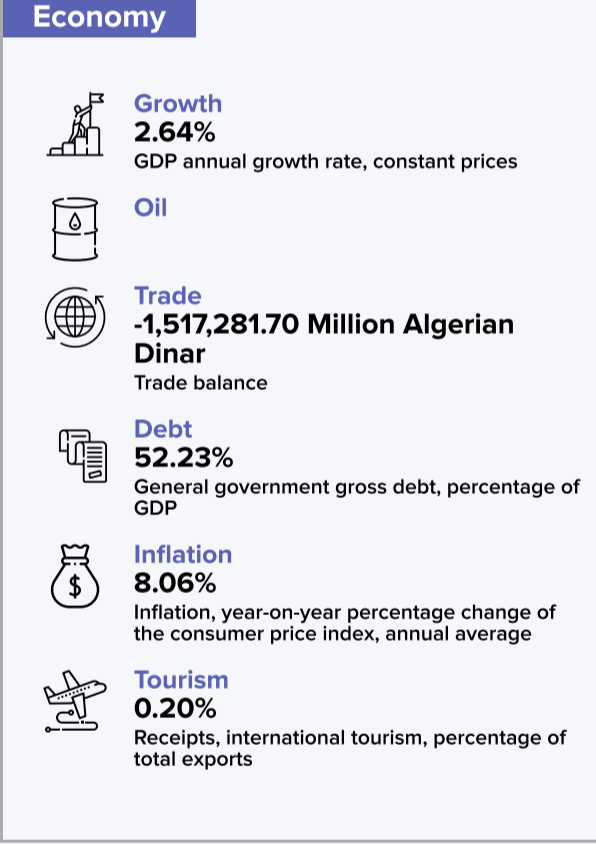 Economy
Growth
2.64%
GDP annual growth rate, constant prices
Oil
Trade
-1,517,281.70 Million Algerian
Dinar
Trade balance
Debt
52.23%
General government gross debt, percentage of
GDP
Inflation
$
8.06%
Inflation, year-on-year percentage change of
the consumer price index, annual average
Tourism
0.20%
Receipts, international tourism, percentage of
total exports